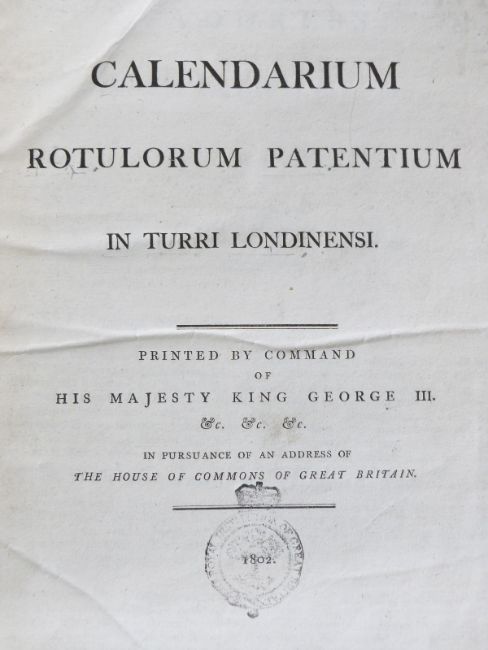 CALENDARIUM
ROTULORUM PATENTIUM
IN TURRI LONDINENSI.
PRINTED BY COMMAND
OF
HIS MAJESTY KING GEORGE III.
&c. &c. &c.
IN PURSUANCE OF AN ADDRESS OF
THE HOUSE OF COMMONS OF GREAT BRITAIN.
1802.